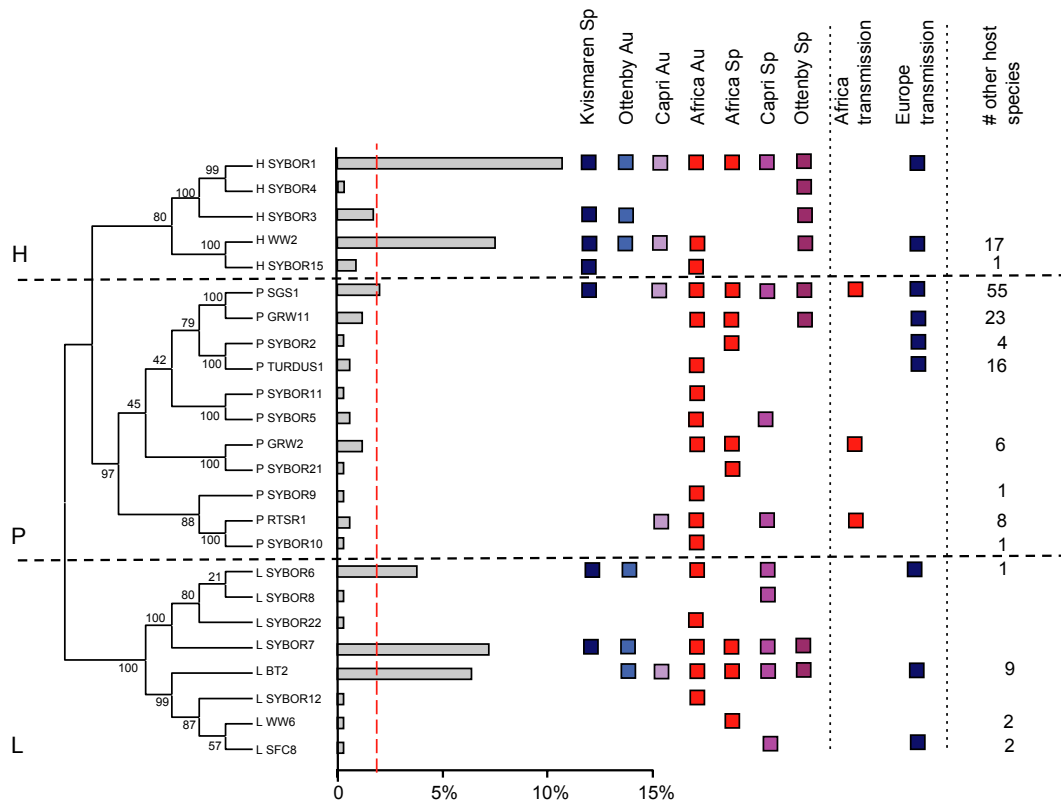 Kvismaren Sp
Ottenby Au
Capri Au
Africa Au
Africa Sp
Capri Sp
Ottenby Sp
Africa
transmission
Europe
transmission
# other host
species
99
H SYBOR1
100
H SYBOR4
80
H SYBOR3
H
100
H WW2
17
H SYBOR15
1
100
P SGS1
55
79
P GRW11
23
P SYBOR2
4
42
100
P TURDUS1
16
P SYBOR11
45
100
P SYBOR5
P GRW2
6
97
100
P SYBOR21
P SYBOR9
1
88
P RTSR1
8
P
100
P SYBOR10
1
21
L SYBOR6
1
80
L SYBOR8
100
L SYBOR22
L SYBOR7
100
L BT2
9
99
L SYBOR12
87
L WW6
2
L
57
L SFC8
2
0
5%
10%
15%